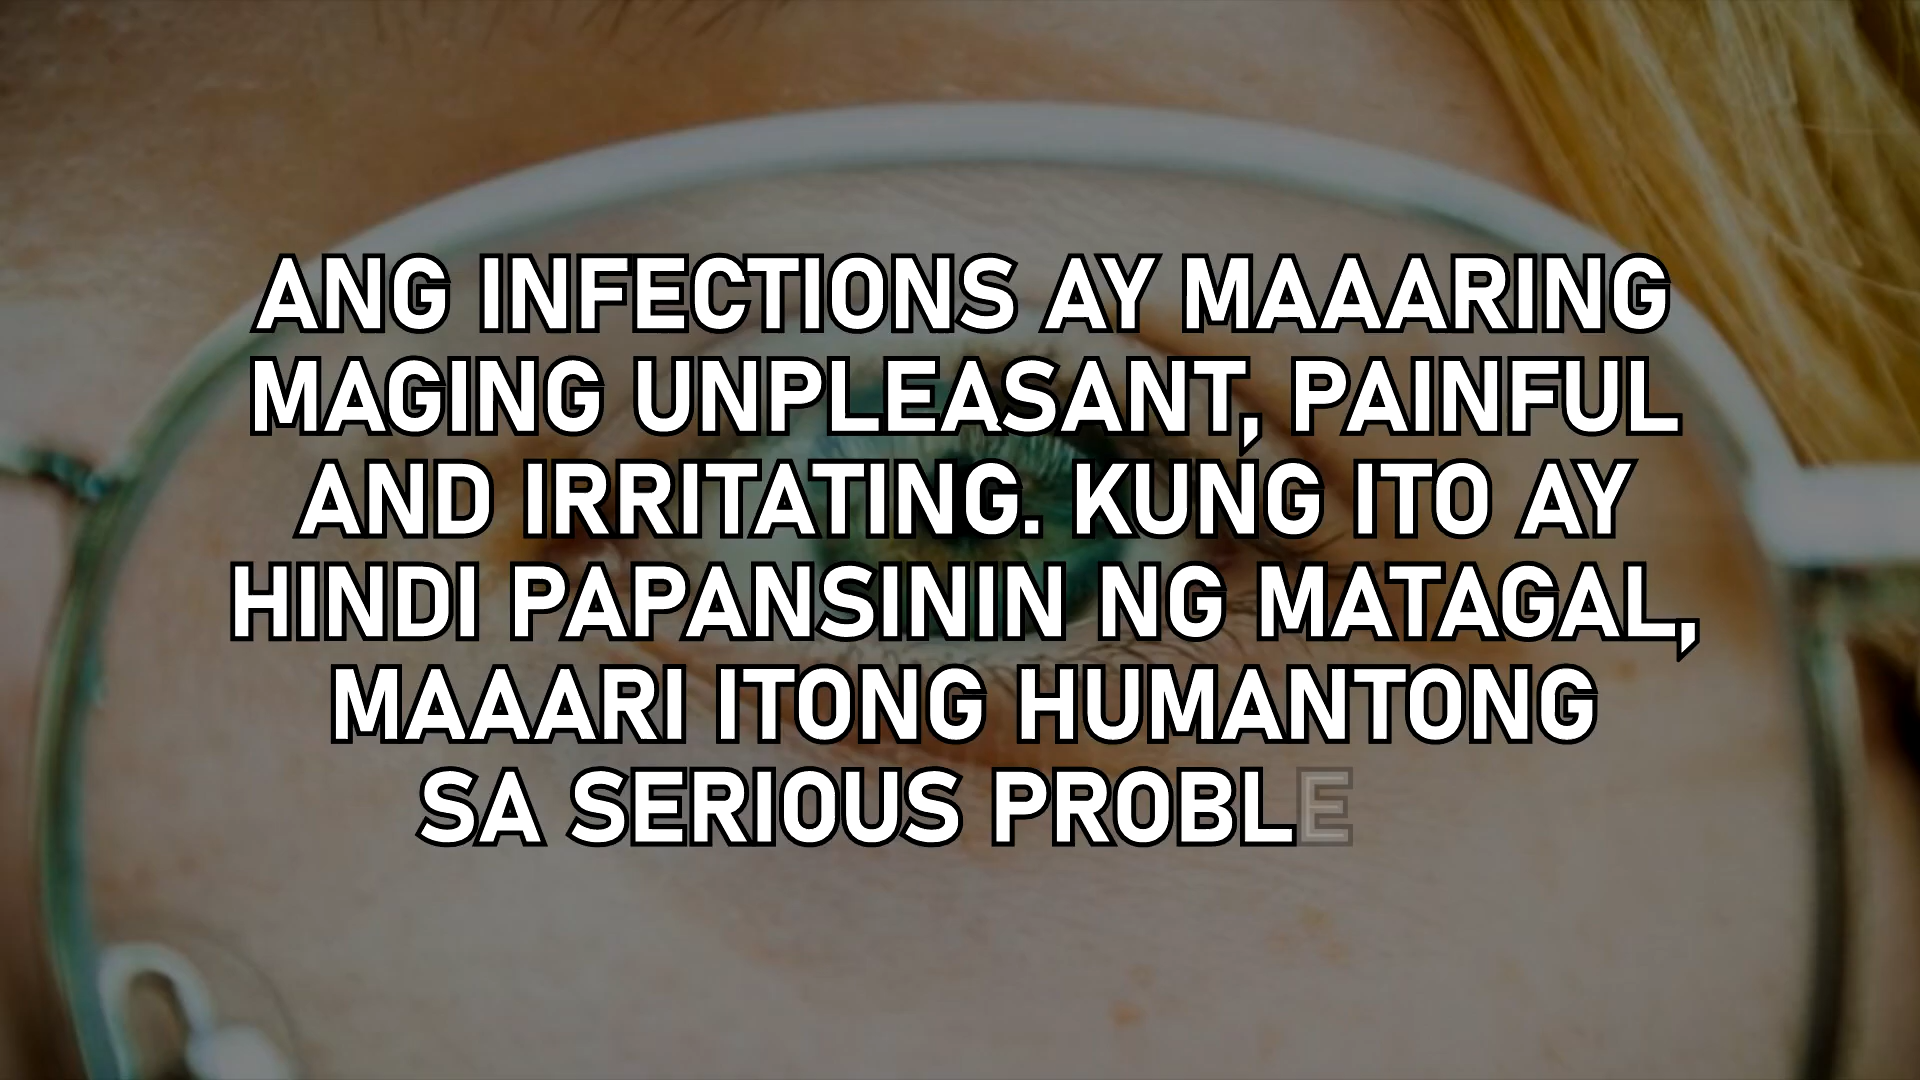 ANG INFECTIONS AY MAAARING
MAGING UNPLEASANT, PAINFUL
AND IRRITATING. KUNG ITO AY
HINDI PAPANSININ NG MATAGAL,
MAAARI ITONG HUMANTONG
SA SERIOUS PROBLE